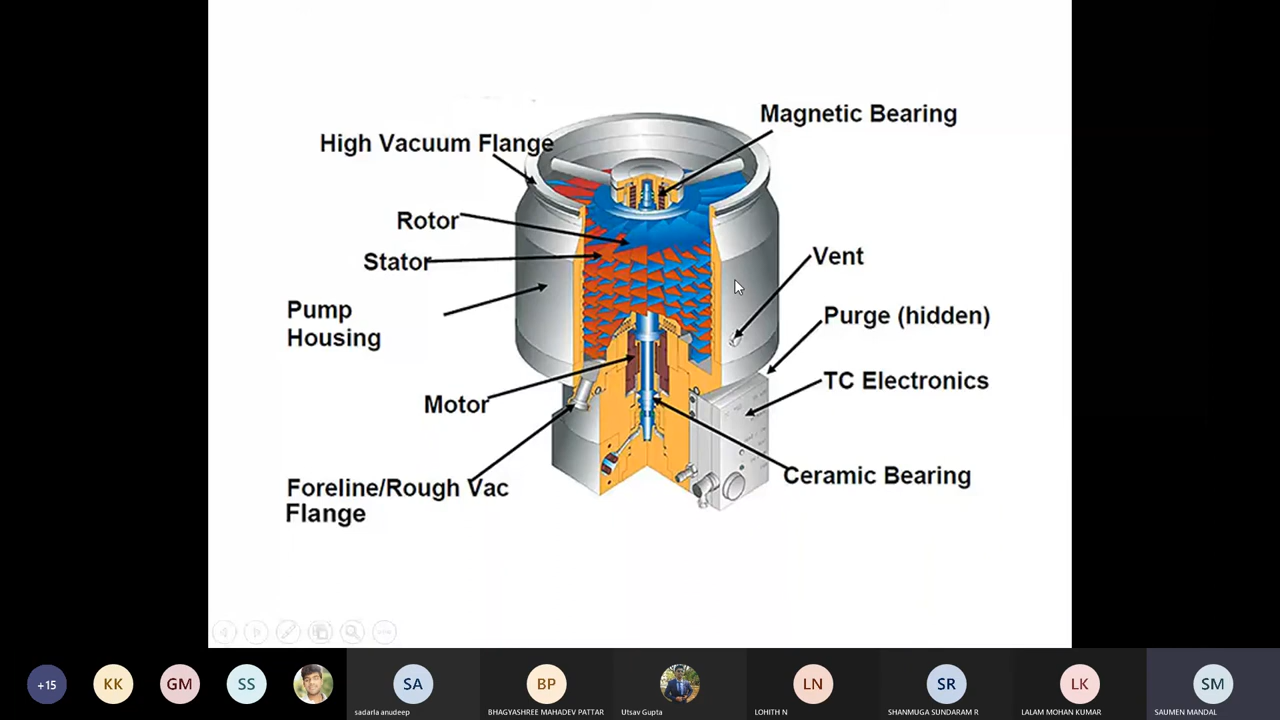 Magnetic Bearing
High Vacuum Flange
Rotor
Stator
Vent
Pump
Housing
Purge (hidden)
TC Electronics
Motor
Ceramic Bearing
Foreline/Rough Vac
Flange
+15
KK
GM
SS
SA
BP
LN
SR
LK
SM
sadarla anudeep
BHAGYASHREE MAHADEV PATTAR
Utsav Gupta
LOHITH N
SHANMUGA SUNDARAM R
LALAM MOHAN KUMAR
SAUMEN MANDAL